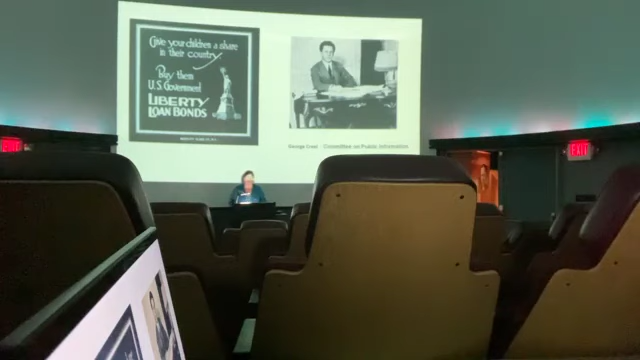 Give your children a share
in their country
Buy them
U.S. Government
LIBERTY
LOAN BONDS
George Creel : Committee on Public Information
EXIT
EXIT